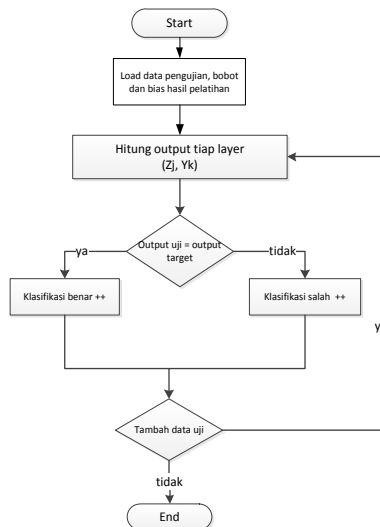 Start
Load data pengujian, bobot
dan bias hasil pelatihan
Hitung output tiap layer
(Zj, Yk)
Output uji = output
target
ya
tidak
Klasifikasi benar ++
Klasifikasi salah ++
y
Tambah data uji
tidak
End